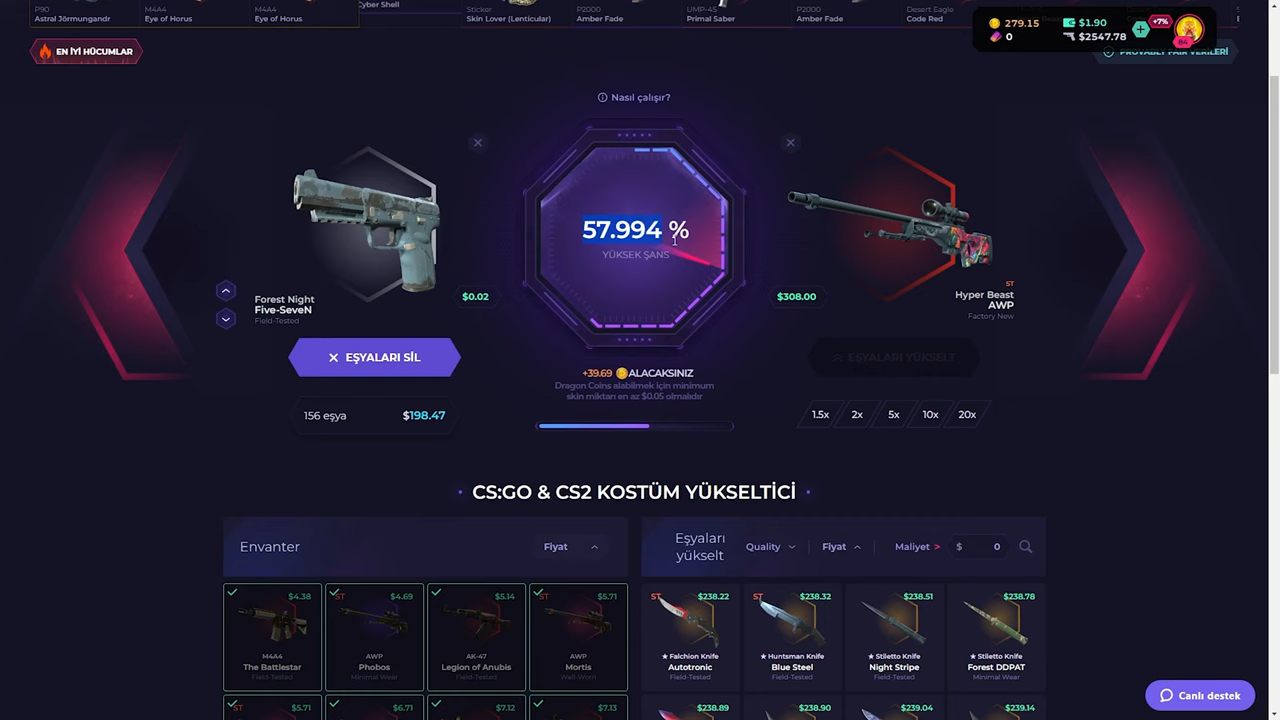 P90
Astral Jörmungandr
M4A4
Eye of Horus
M4A4
Eye of Horus
Cyber Shell
Sticker
Skin Lover (Lenticular)
P2000
Amber Fade
UMP-45
Primal Saber
P2000
Amber Fade
Desert Eagle
Code Red
279.15
0
$1.90
$2547.78
+7%
84
EN İYİ HÜCUMLAR
PROVABLY FAIR VERİLERİ
Nasıl çalışır?
57.994 %
YÜKSEK ŞANS
Forest Night
Five-SeveN
Field-Tested
$0.02
$308.00
ST
Hyper Beast
AWP
Factory New
EŞYALARI SİL
EŞYALARI YÜKSELT
+39.69 ALACAKSINIZ
Dragon Coins alabilmek için minimum
skin miktarı en az $0.05 olmalıdır
156 eşya $198.47
1.5x 2x 5x 10x 20x
CS:GO & CS2 KOSTÜM YÜKSELTİCİ
Envanter
Fiyat
Eşyaları
yükselt
Quality
Fiyat
Maliyet > $ 0
$4.38
M4A4
The Battlestar
Field-Tested
ST $4.69
AWP
Phobos
Minimal Wear
$5.14
AK-47
Legion of Anubis
Field-Tested
ST $5.71
AWP
Mortis
Well-Worn
ST $238.22
★ Falchion Knife
Autotronic
Field-Tested
ST $238.32
★ Huntsman Knife
Blue Steel
Field-Tested
$238.51
★ Stiletto Knife
Night Stripe
Field-Tested
$238.78
★ Stiletto Knife
Forest DDPAT
Minimal Wear
ST $5.71
$6.71
$7.12
$7.13
$238.89
$238.90
$239.04
$239.14
Canlı destek